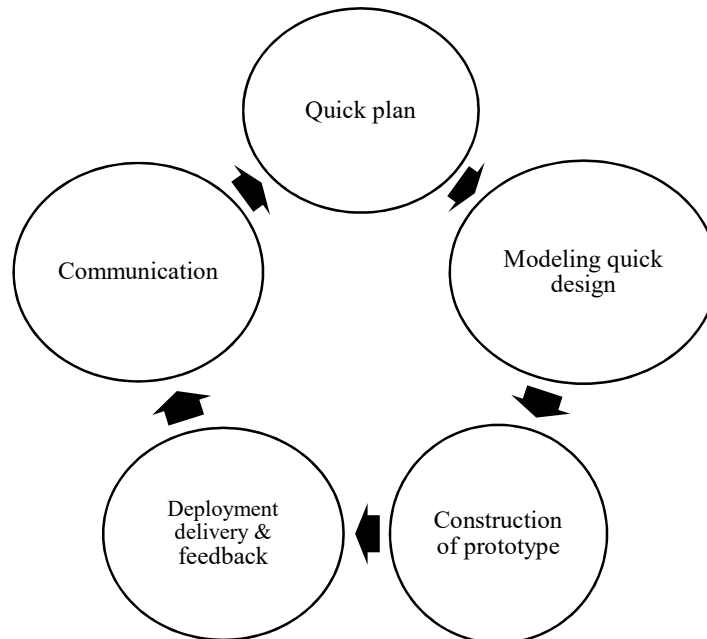 Quick plan
Communication
Modeling quick
design
Deployment
delivery &
feedback
Construction
of prototype